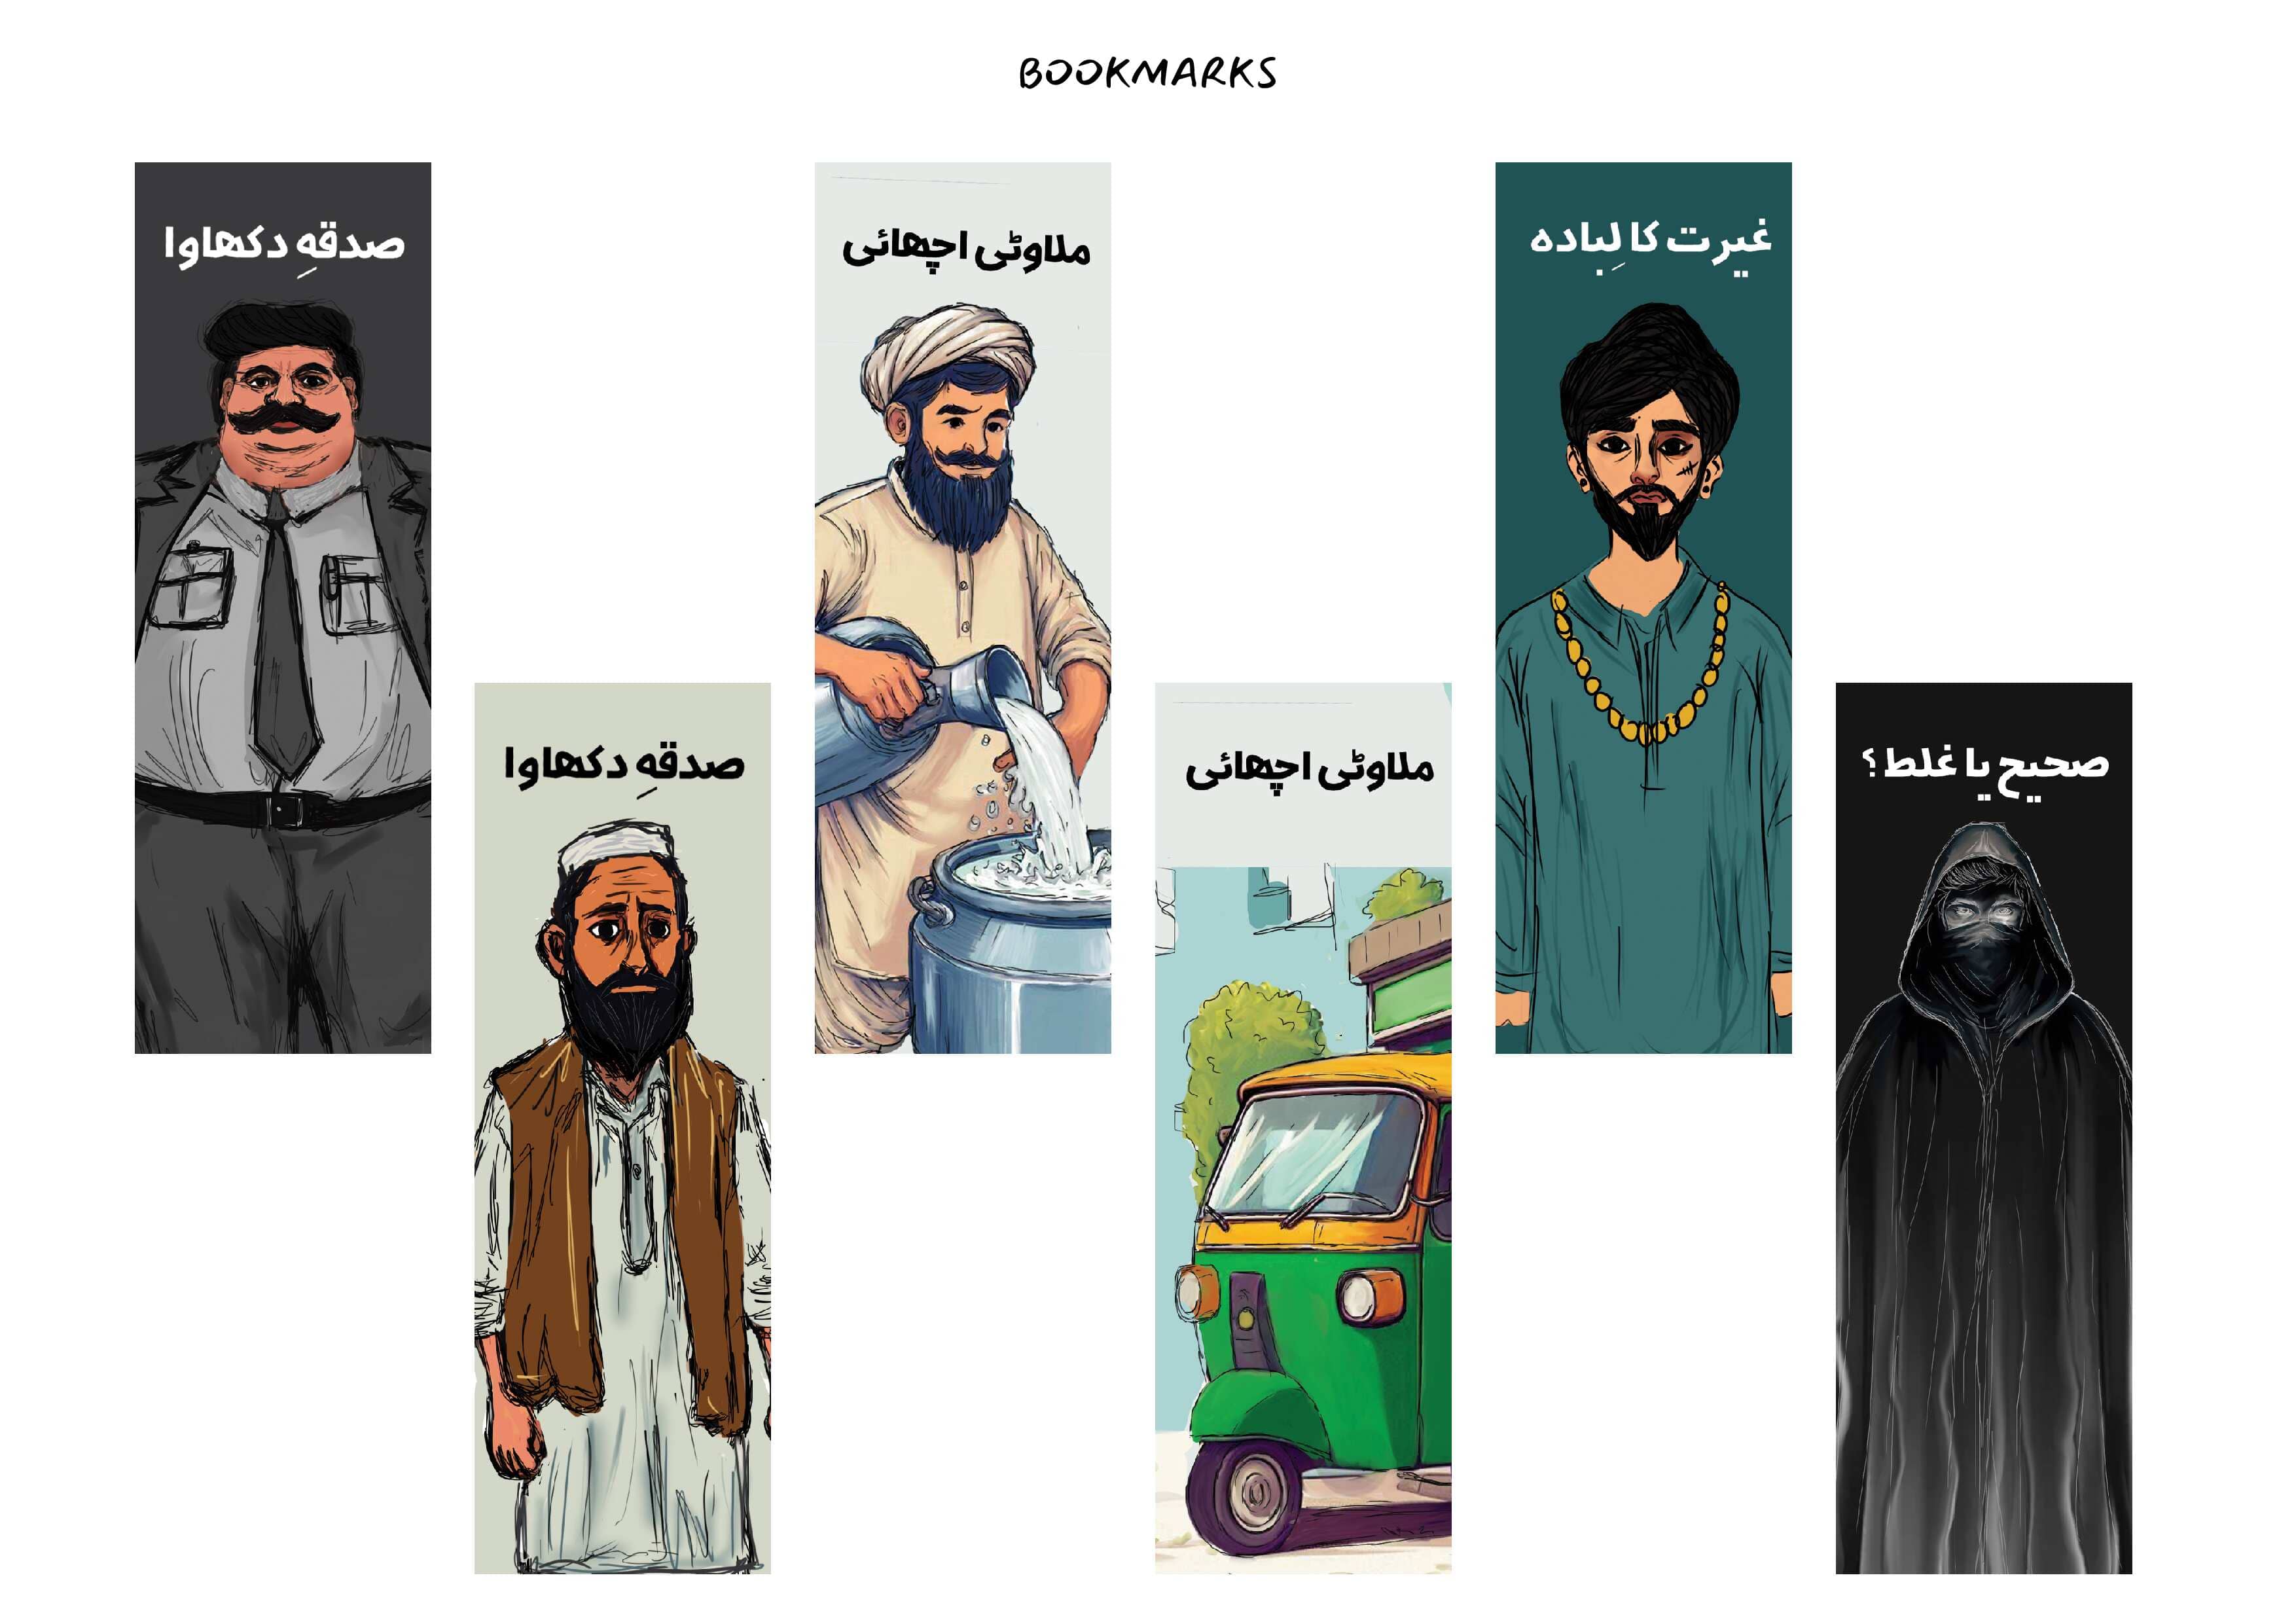 BOOKMARKS
صدقہِ دکھاوا
صدقہِ دکھاوا
ملاوٹی اچھائی
ملاوٹی اچھائی
غیرت کا لِبادہ
صحیح یا غلط؟